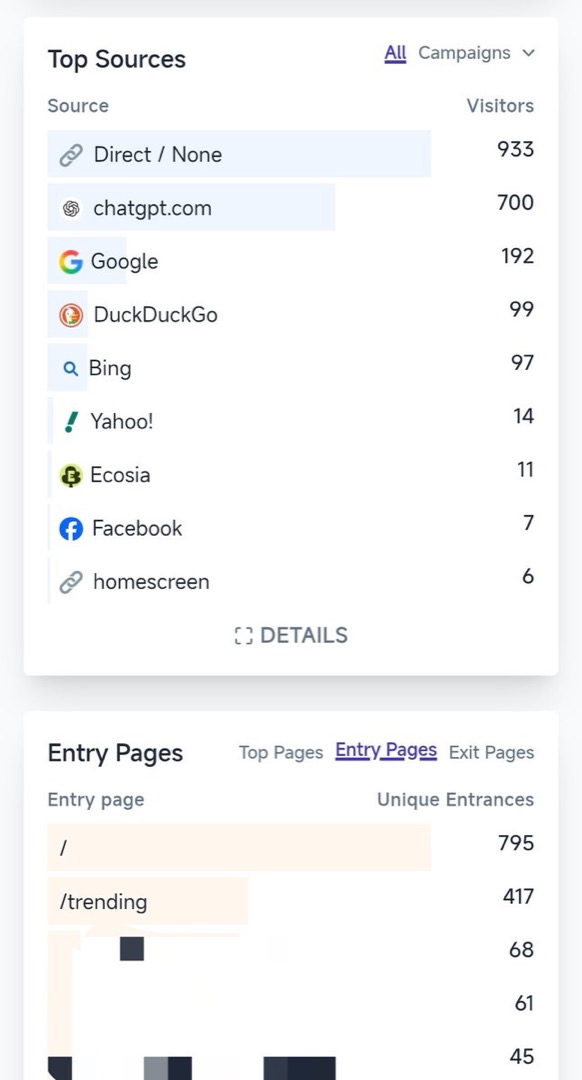 Top Sources All Campaigns
Source Visitors
Direct / None 933
chatgpt.com 700
Google 192
DuckDuckGo 99
Bing 97
Yahoo! 14
Ecosia 11
Facebook 7
homescreen 6
DETAILS
Entry Pages Top Pages Entry Pages Exit Pages
Entry page Unique Entrances
/ 795
/trending 417
68
61
45